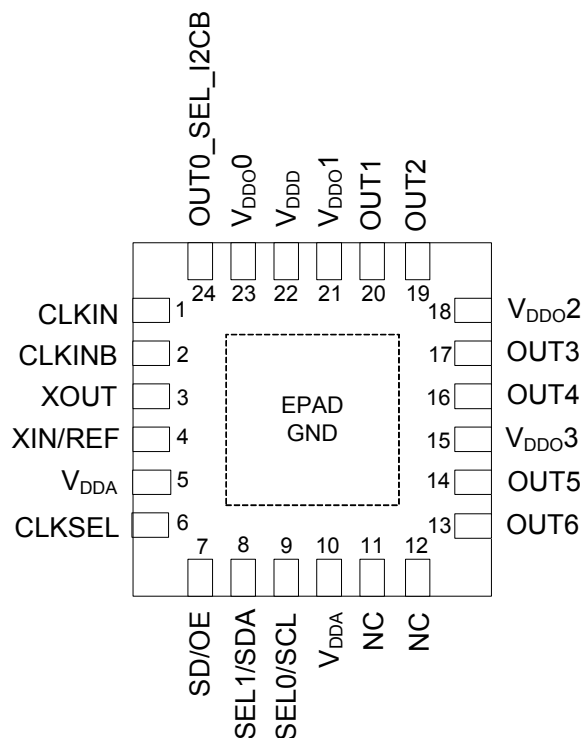 OUT0_SEL_I2CB
VDDO0
VDDD
VDDO1
OUT1
OUT2
24
23
22
21
20
19
CLKIN
1
CLKINB
2
XOUT
3
XIN/REF
4
VDDA
5
CLKSEL
6
EPAD
GND
18
VDDO2
17
OUT3
16
OUT4
15
VDDO3
14
OUT5
13
OUT6
7
8
9
10
11
12
SD/OE
SEL1/SDA
SEL0/SCL
VDDA
NC
NC